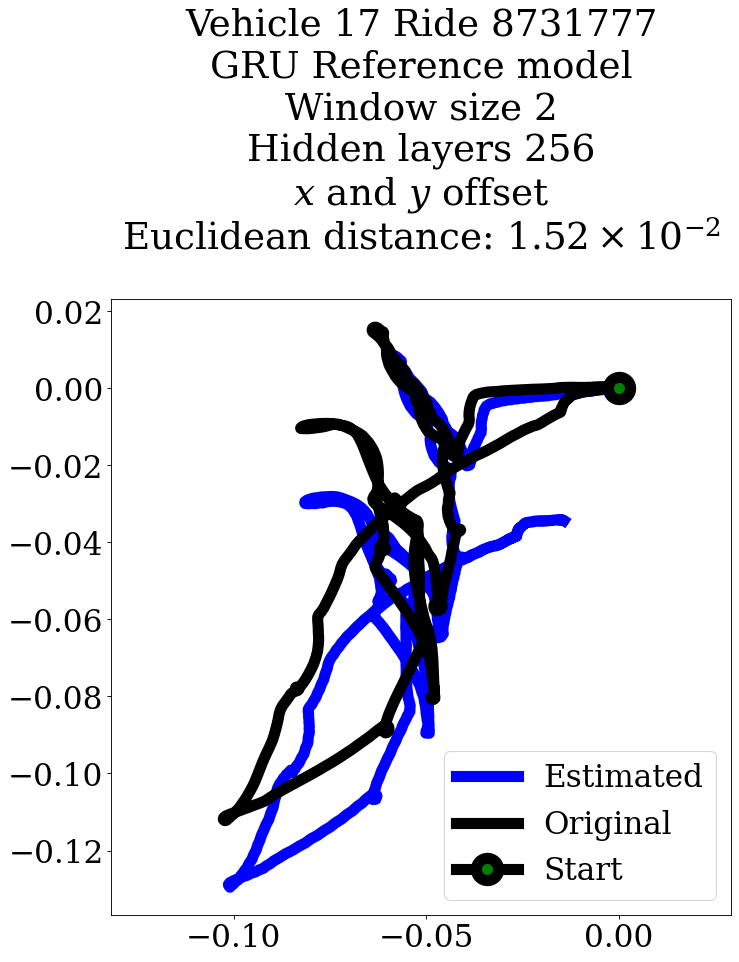 Vehicle 17 Ride 8731777
GRU Reference model
Window size 2
Hidden layers 256
x and y offset
Euclidean distance: 1.52 × 10⁻²
0.02
0.00
−0.02
−0.04
−0.06
−0.08
−0.10
−0.12
Estimated
Original
Start
−0.10 −0.05 0.00